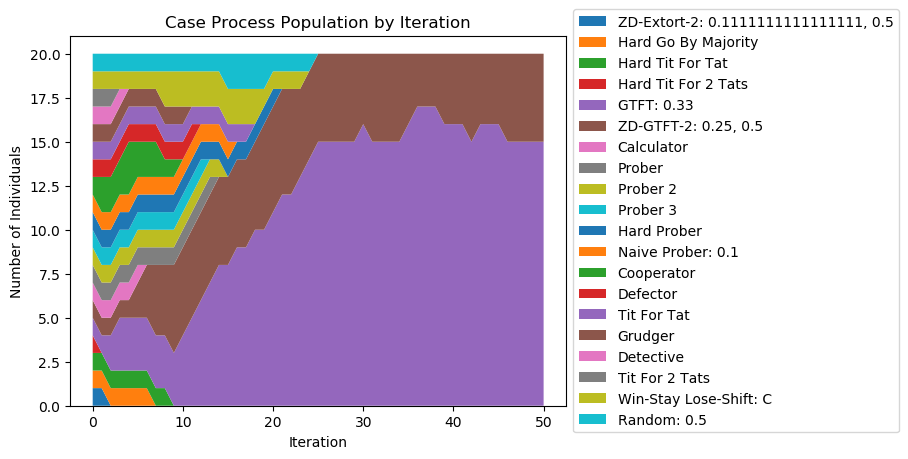 Case Process Population by Iteration
Number of Individuals
20.0
17.5
15.0
12.5
10.0
7.5
5.0
2.5
0.0
0 10 20 30 40 50
Iteration
ZD-Extort-2: 0.1111111111111111, 0.5
Hard Go By Majority
Hard Tit For Tat
Hard Tit For 2 Tats
GTFT: 0.33
ZD-GTFT-2: 0.25, 0.5
Calculator
Prober
Prober 2
Prober 3
Hard Prober
Naive Prober: 0.1
Cooperator
Defector
Tit For Tat
Grudger
Detective
Tit For 2 Tats
Win-Stay Lose-Shift: C
Random: 0.5